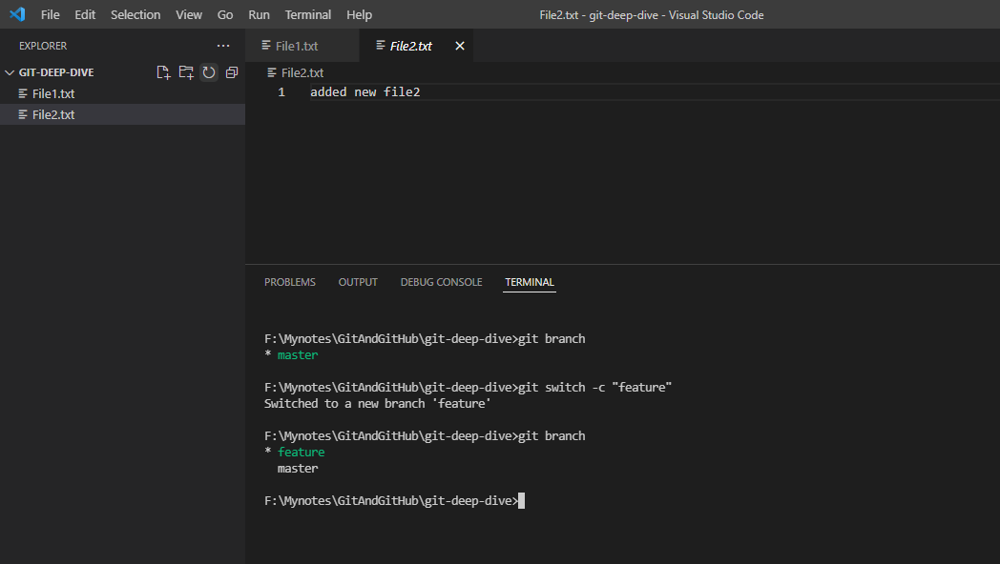 File Edit Selection View Go Run Terminal Help File2.txt - git-deep-dive - Visual Studio Code
EXPLORER ···
GIT-DEEP-DIVE
File1.txt
File2.txt
File1.txt File2.txt
File2.txt
1 added new file2
PROBLEMS OUTPUT DEBUG CONSOLE TERMINAL
F:\Mynotes\GitAndGitHub\git-deep-dive>git branch
* master
F:\Mynotes\GitAndGitHub\git-deep-dive>git switch -c "feature"
Switched to a new branch 'feature'
F:\Mynotes\GitAndGitHub\git-deep-dive>git branch
* feature
master
F:\Mynotes\GitAndGitHub\git-deep-dive>